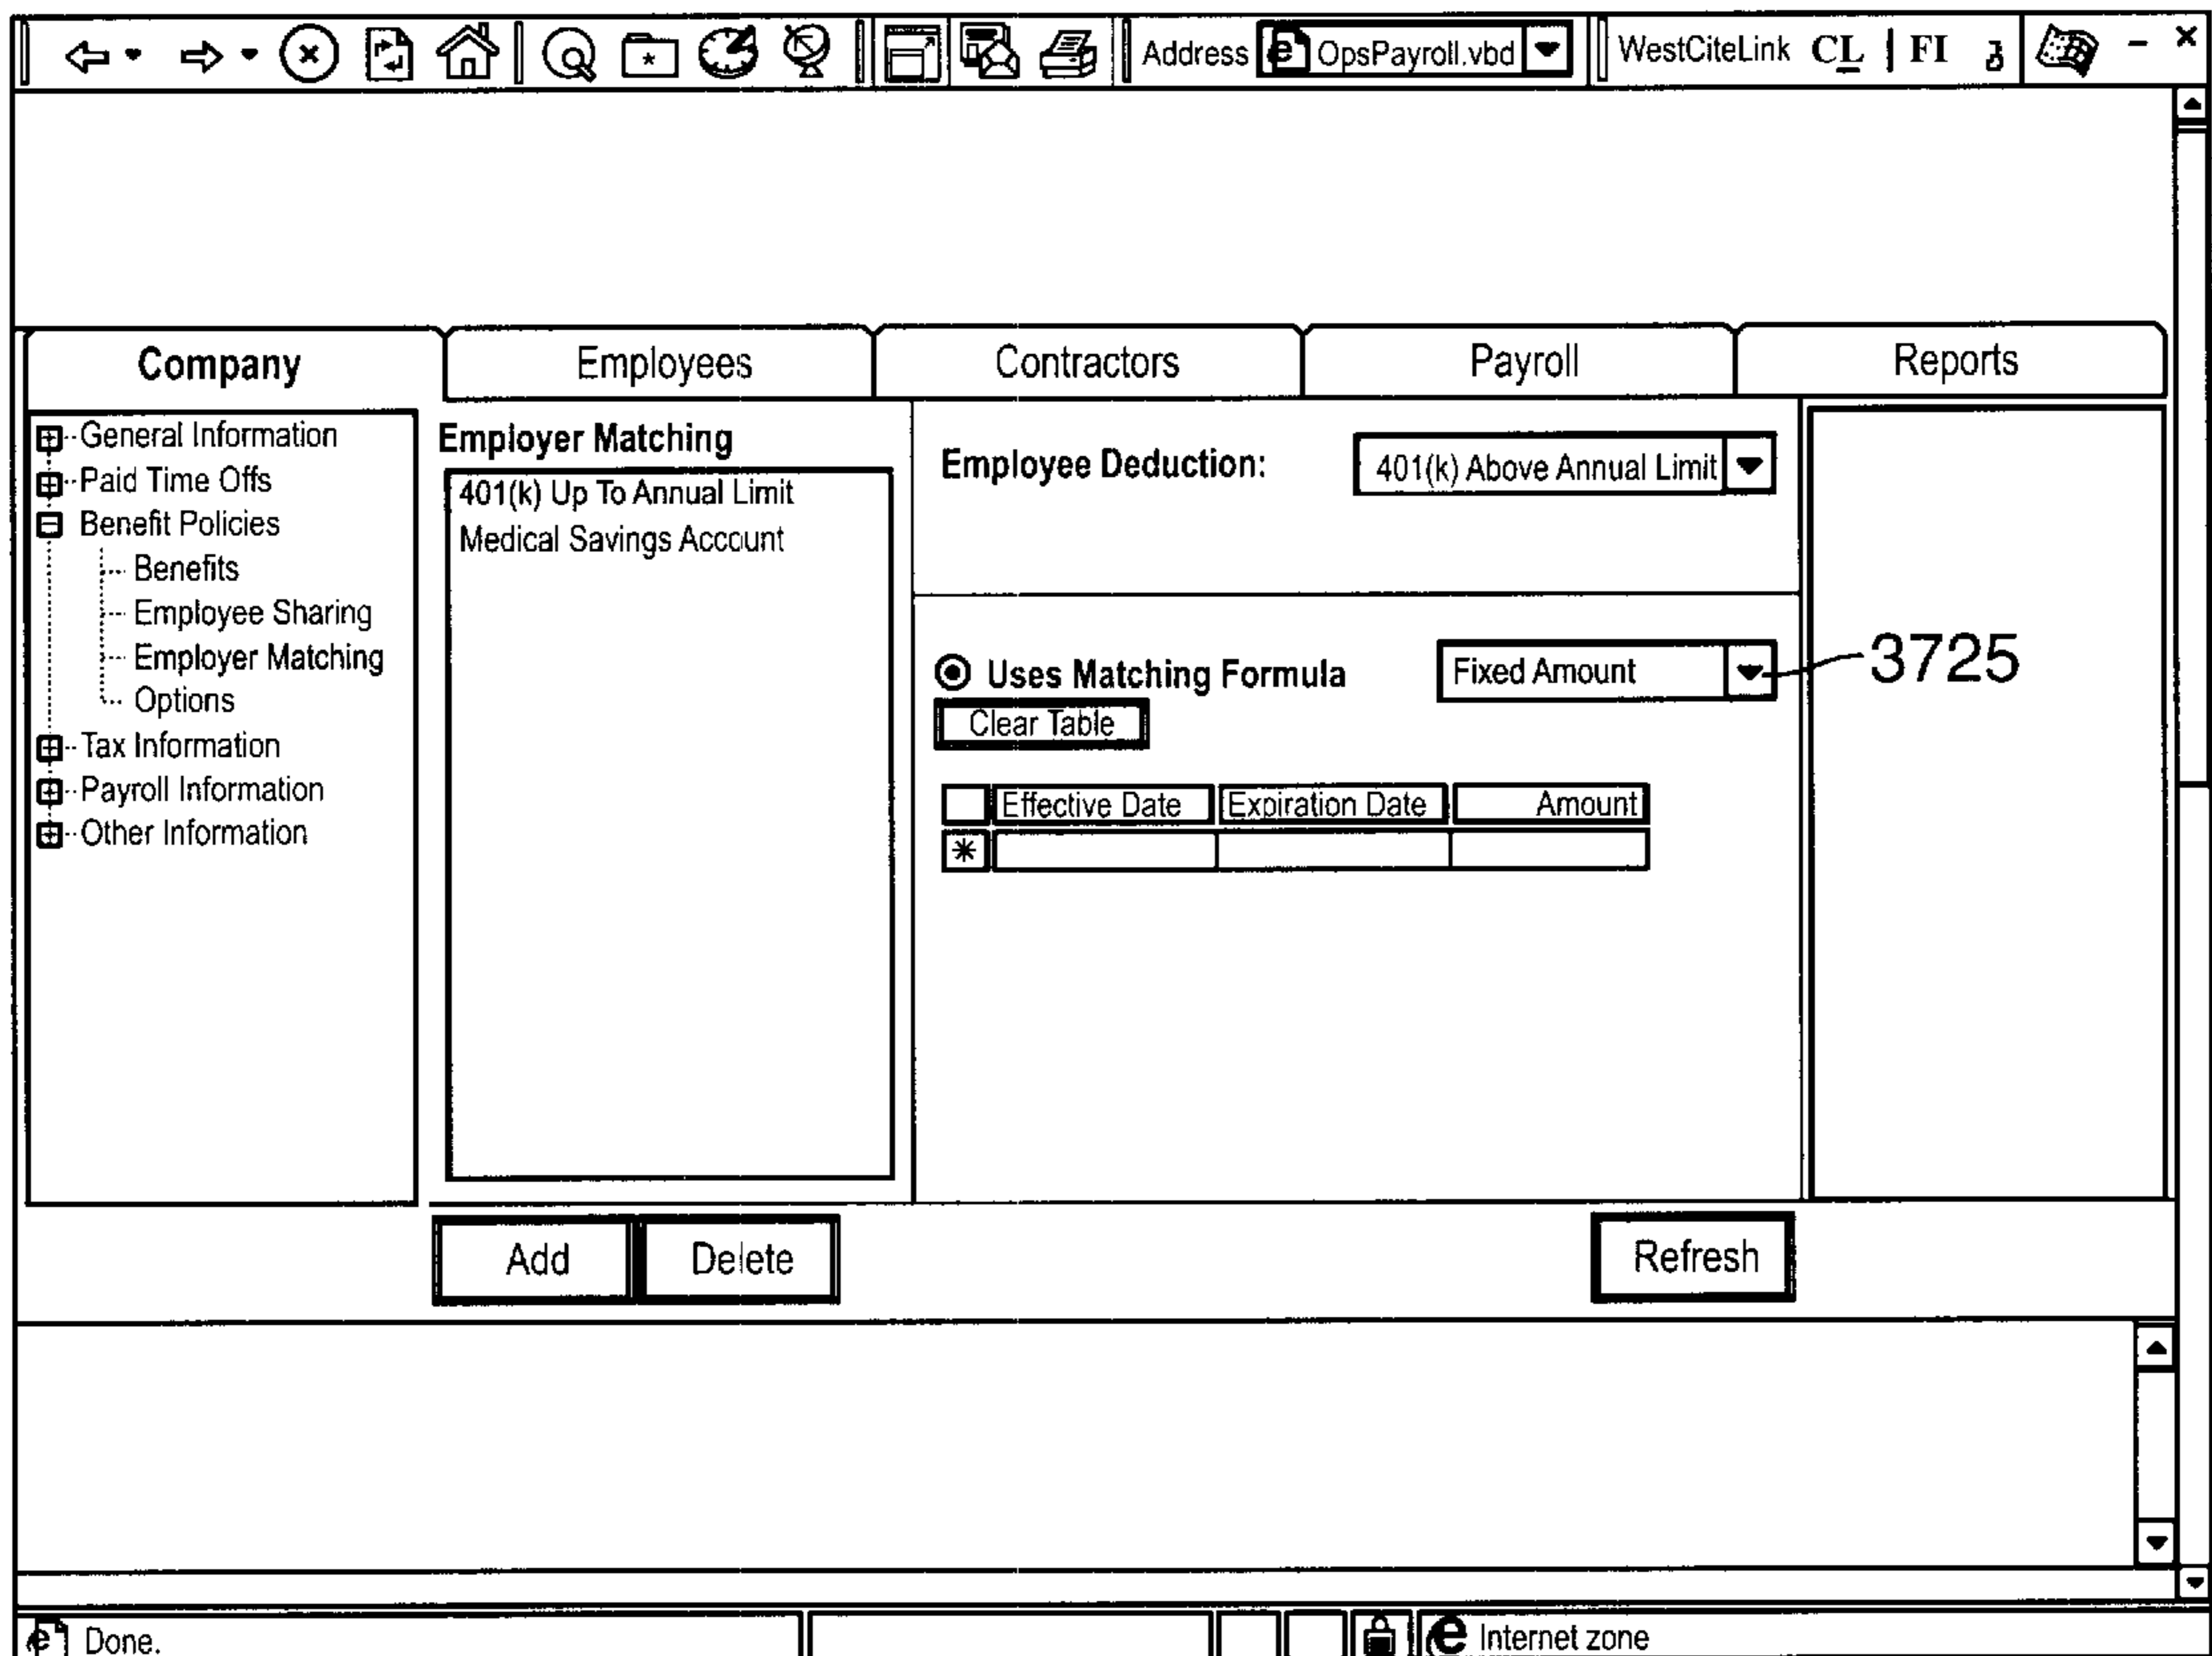 Address OpsPayroll.vbd WestCiteLink CL | FI
Company Employees Contractors Payroll Reports
General Information
Paid Time Offs
Benefit Policies
Benefits
Employee Sharing
Employer Matching
Options
Tax Information
Payroll Information
Other Information
Employer Matching
401(k) Up To Annual Limit
Medical Savings Account
Employee Deduction: 401(k) Above Annual Limit
Uses Matching Formula Fixed Amount 3725
Clear Table
Effective Date Expiration Date Amount
Add Delete Refresh
Done. Internet zone